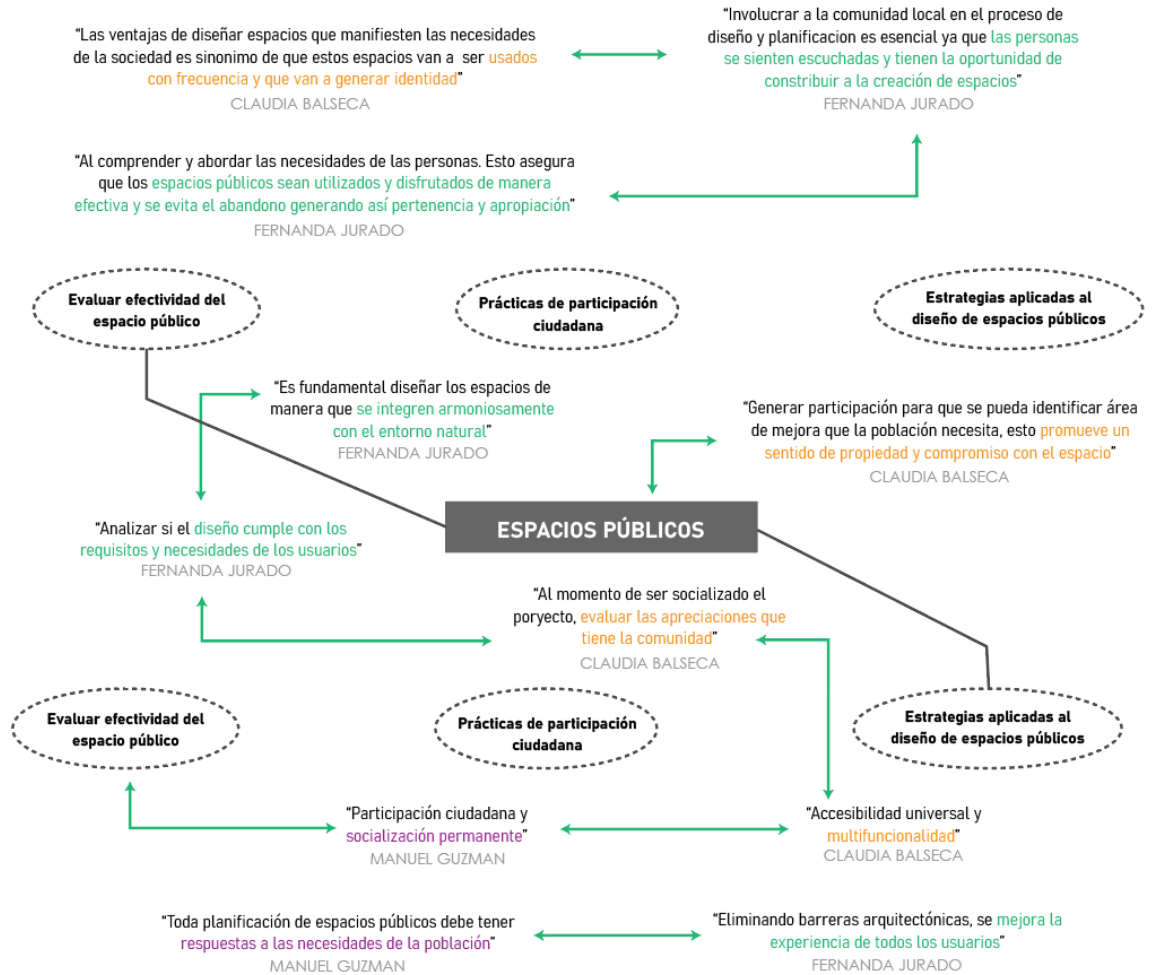 “Las ventajas de diseñar espacios que manifiesten las necesidades
de la sociedad es sinonimo de que estos espacios van a ser usados
con frecuencia y que van a generar identidad”
CLAUDIA BALSECA
“Involucrar a la comunidad local en el proceso de
diseño y planificacion es esencial ya que las personas
se sienten escuchadas y tienen la oportunidad de
constribuir a la creación de espacios”
FERNANDA JURADO
“Al comprender y abordar las necesidades de las personas. Esto asegura
que los espacios públicos sean utilizados y disfrutados de manera
efectiva y se evita el abandono generando así pertenencia y apropiación”
FERNANDA JURADO
Evaluar efectividad del
espacio público
Prácticas de participación
ciudadana
Estrategias aplicadas al
diseño de espacios públicos
“Es fundamental diseñar los espacios de
manera que se integren armoniosamente
con el entorno natural”
FERNANDA JURADO
“Generar participación para que se pueda identificar área
de mejora que la población necesita, esto promueve un
sentido de propiedad y compromiso con el espacio”
CLAUDIA BALSECA
ESPACIOS PÚBLICOS
“Analizar si el diseño cumple con los
requisitos y necesidades de los usuarios”
FERNANDA JURADO
“Al momento de ser socializado el
poryecto, evaluar las apreciaciones que
tiene la comunidad”
CLAUDIA BALSECA
Evaluar efectividad del
espacio público
Prácticas de participación
ciudadana
Estrategias aplicadas al
diseño de espacios públicos
“Participación ciudadana y
socialización permanente”
MANUEL GUZMAN
“Accesibilidad universal y
multifuncionalidad”
CLAUDIA BALSECA
“Toda planificación de espacios públicos debe tener
respuestas a las necesidades de la población”
MANUEL GUZMAN
“Eliminando barreras arquitectónicas, se mejora la
experiencia de todos los usuarios”
FERNANDA JURADO